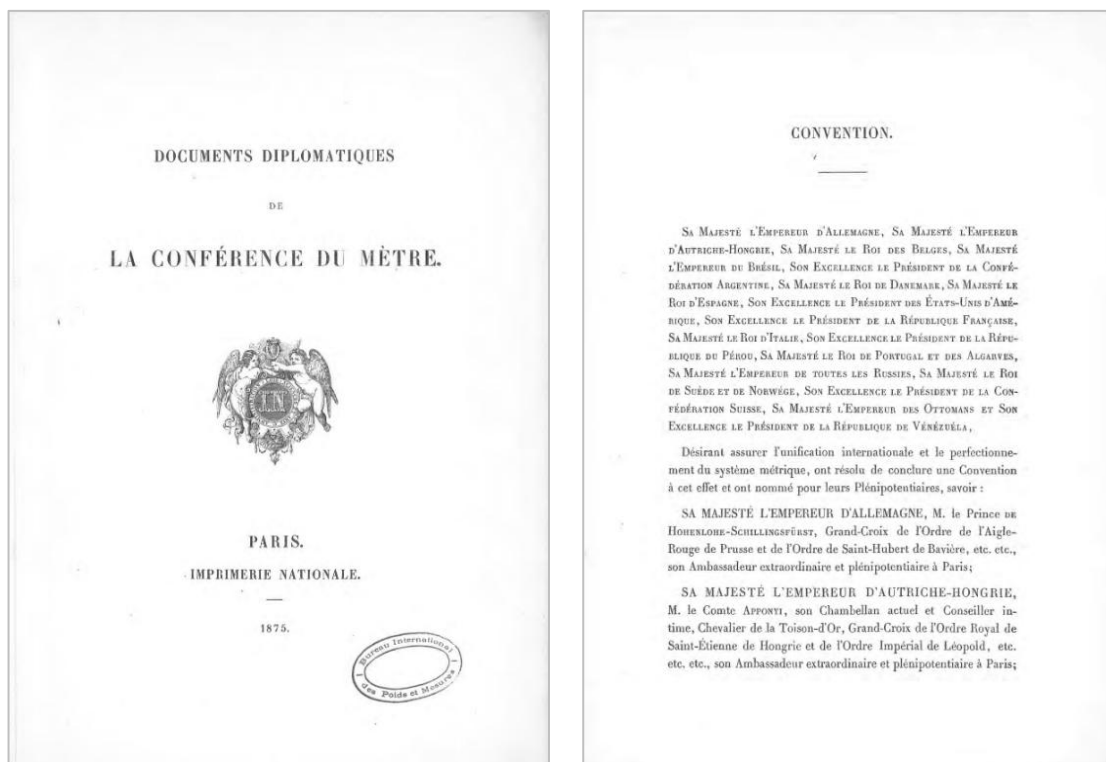 DOCUMENTS DIPLOMATIQUES
DE
LA CONFÉRENCE DU MÈTRE.
IN
PARIS.
IMPRIMERIE NATIONALE.
1875.
Bureau International
des Poids et Mesures
CONVENTION.
SA MAJESTÉ L'EMPEREUR D'ALLEMAGNE, SA MAJESTÉ L'EMPEREUR
D'AUTRICHE-HONGRIE, SA MAJESTÉ LE ROI DES BELGES, SA MAJESTÉ
L'EMPEREUR DU BRÉSIL, SON EXCELLENCE LE PRÉSIDENT DE LA CONFÉ-
DÉRATION ARGENTINE, SA MAJESTÉ LE ROI DE DANEMARK, SA MAJESTÉ LE
ROI D'ESPAGNE, SON EXCELLENCE LE PRÉSIDENT DES ÉTATS-UNIS D'AMÉ-
RIQUE, SON EXCELLENCE LE PRÉSIDENT DE LA RÉPUBLIQUE FRANÇAISE,
SA MAJESTÉ LE ROI D'ITALIE, SON EXCELLENCE LE PRÉSIDENT DE LA RÉPU-
BLIQUE DU PÉROU, SA MAJESTÉ LE ROI DE PORTUGAL ET DES ALGARVES,
SA MAJESTÉ L'EMPEREUR DE TOUTES LES RUSSIES, SA MAJESTÉ LE ROI
DE SUÈDE ET DE NORWÉGE, SON EXCELLENCE LE PRÉSIDENT DE LA CON-
FÉDÉRATION SUISSE, SA MAJESTÉ L'EMPEREUR DES OTTOMANS ET SON
EXCELLENCE LE PRÉSIDENT DE LA RÉPUBLIQUE DE VÉNÉZUÉLA,
Désirant assurer l'unification internationale et le perfectionne-
ment du système métrique, ont résolu de conclure une Convention
à cet effet et ont nommé pour leurs Plénipotentiaires, savoir :
SA MAJESTÉ L'EMPEREUR D'ALLEMAGNE, M. le Prince DE
HOHENLOHE-SCHILLINGSFÜRST, Grand-Croix de l'Ordre de l'Aigle-
Rouge de Prusse et de l'Ordre de Saint-Hubert de Bavière, etc. etc.,
son Ambassadeur extraordinaire et plénipotentiaire à Paris;
SA MAJESTÉ L'EMPEREUR D'AUTRICHE-HONGRIE,
M. le Comte APPONYI, son Chambellan actuel et Conseiller in-
time, Chevalier de la Toison-d'Or, Grand-Croix de l'Ordre Royal de
Saint-Étienne de Hongrie et de l'Ordre Impérial de Léopold, etc.
etc. etc., son Ambassadeur extraordinaire et plénipotentiaire à Paris;